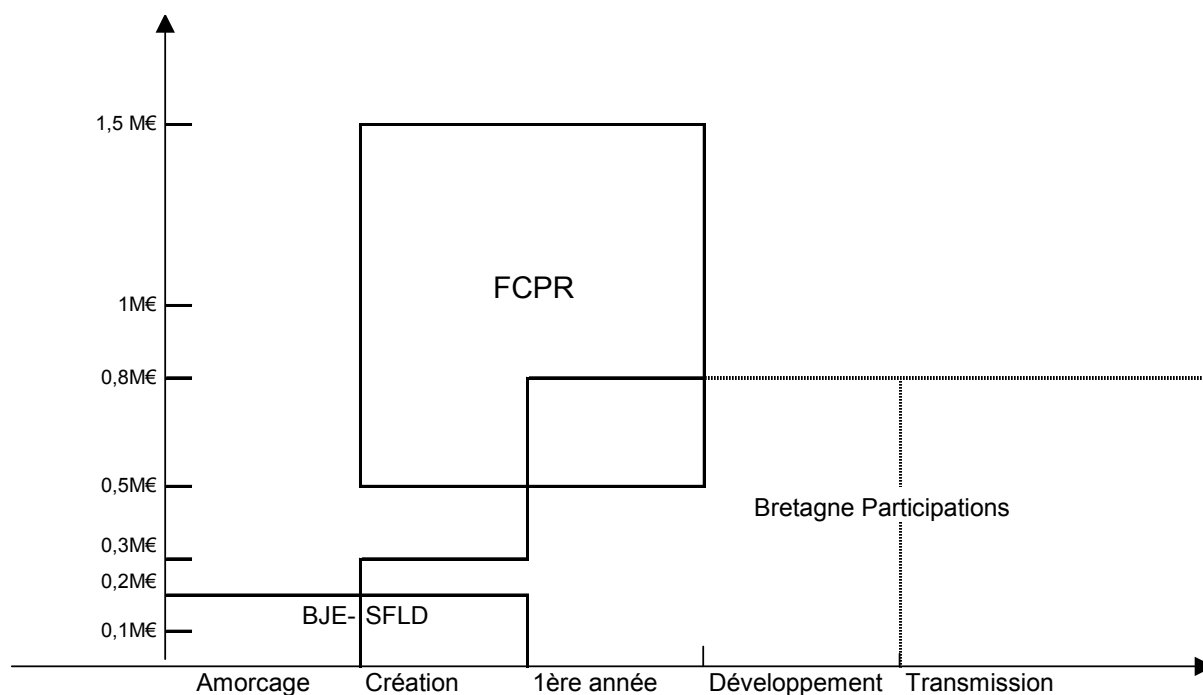 1,5 M€
FCPR
1M€
0,8M€
0,5M€
Bretagne Participations
0,3M€
0,2M€
BJE- SFLD
0,1M€
Amorcage Création 1ère année Développement Transmission